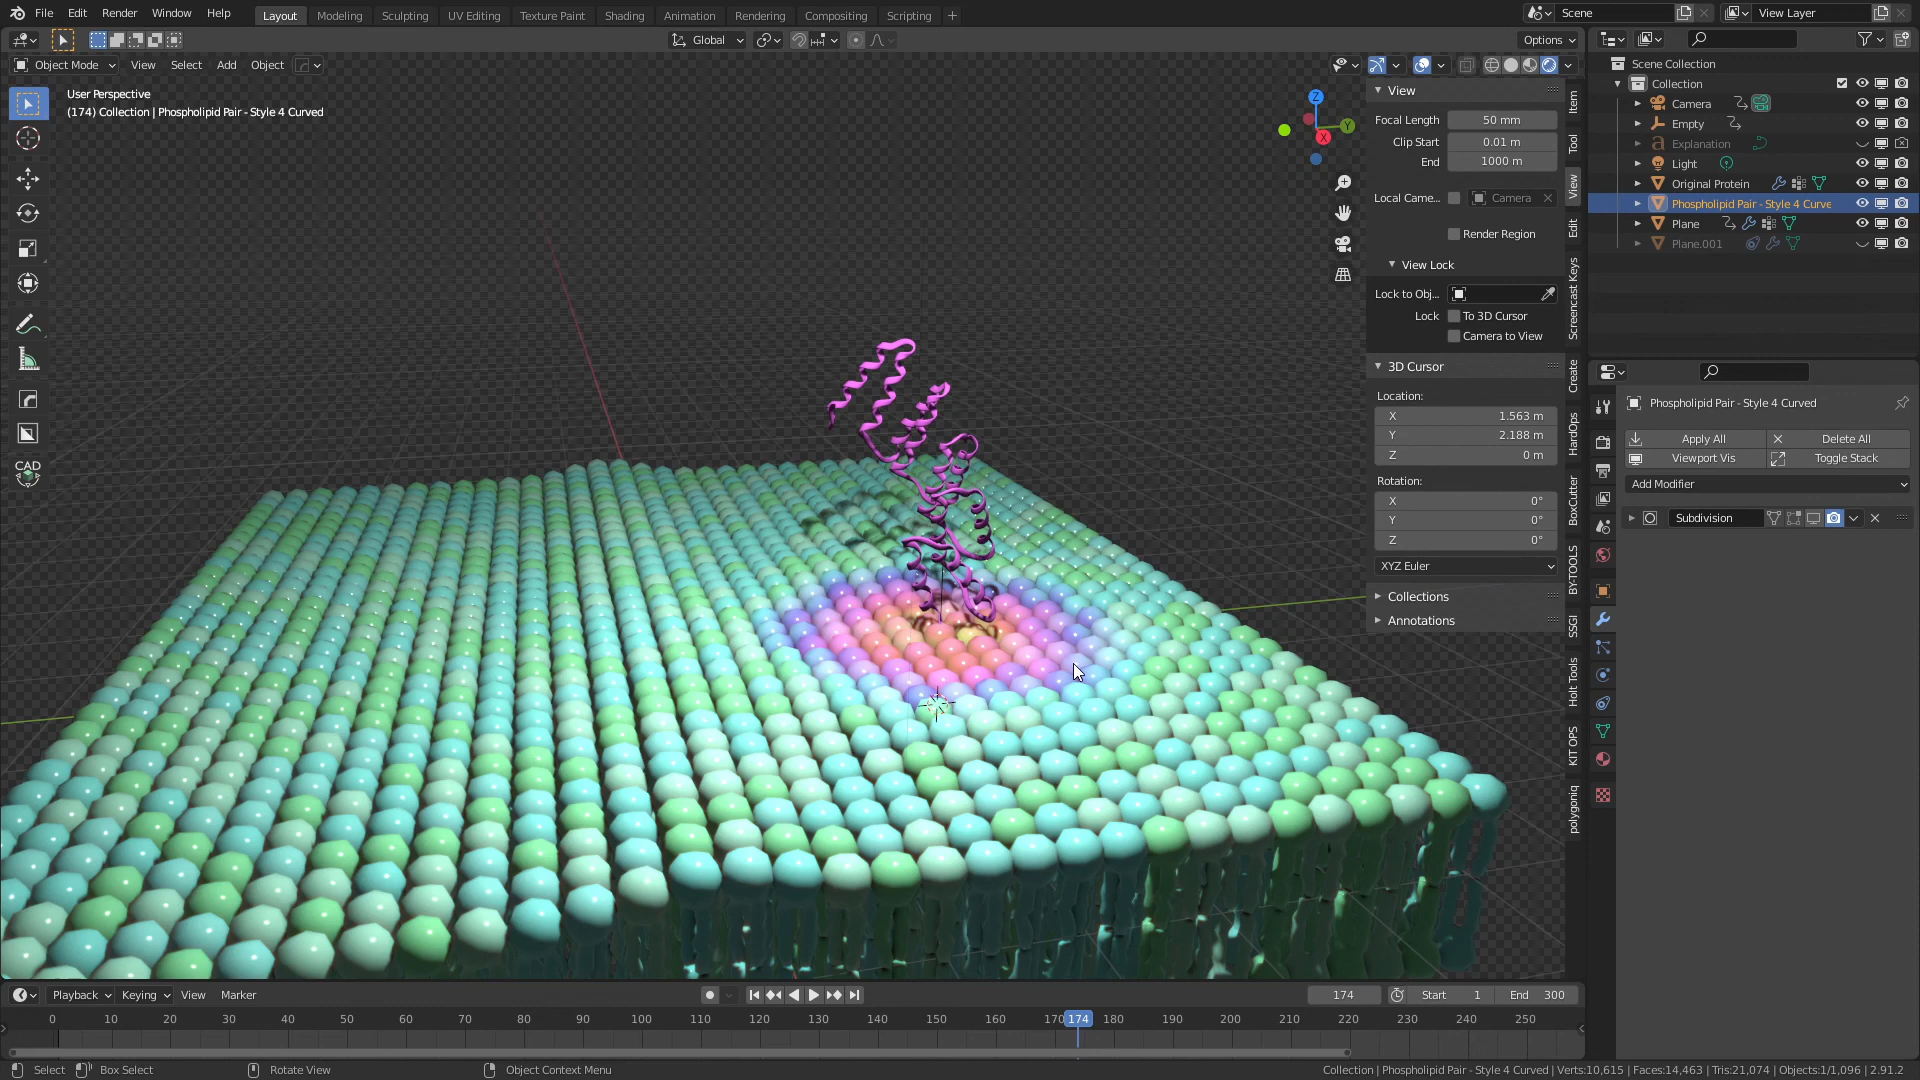 File Edit Render Window Help Layout Modeling Sculpting UV Editing Texture Paint Shading Animation Rendering Compositing Scripting + Scene View Layer
Global Options
Object Mode View Select Add Object
User Perspective
(174) Collection | Phospholipid Pair - Style 4 Curved
CAD
Z
Y
X
View
Focal Length 50 mm
Clip Start 0.01 m
End 1000 m
Local Came... Camera
Render Region
View Lock
Lock to Obj...
Lock To 3D Cursor
Camera to View
3D Cursor
Location:
X 1.563 m
Y 2.188 m
Z 0 m
Rotation:
X 0°
Y 0°
Z 0°
XYZ Euler
Collections
Annotations
Item
Tool
View
Edit
Screencast Keys
Create
HardOps
BoxCutter
BY-TOOLS
SSGI
Holt Tools
KIT OPS
polygoniq
Scene Collection
Collection
Camera
Empty
Explanation
Light
Original Protein
Phospholipid Pair - Style 4 Curve
Plane
Plane.001
Phospholipid Pair - Style 4 Curved
Apply All Delete All
Viewport Vis Toggle Stack
Add Modifier
Subdivision
Playback Keying View Marker 174 Start 1 End 300
0 10 20 30 40 50 60 70 80 90 100 110 120 130 140 150 160 170 174 180 190 200 210 220 230 240 250
Select Box Select Rotate View Object Context Menu Collection | Phospholipid Pair - Style 4 Curved | Verts:10,615 | Faces:14,463 | Tris:21,074 | Objects:1/1,096 | 2.91.2